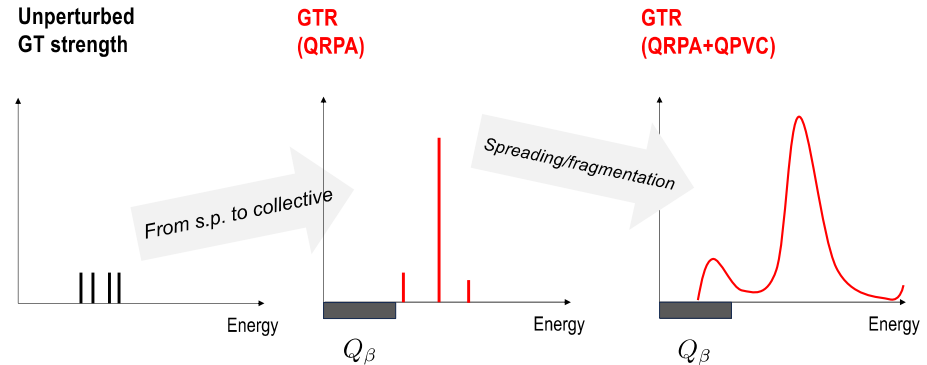 Unperturbed
GT strength
GTR
(QRPA)
GTR
(QRPA+QPVC)
From s.p. to collective
Spreading/fragmentation
Energy
Energy
Energy
Qβ
Qβ